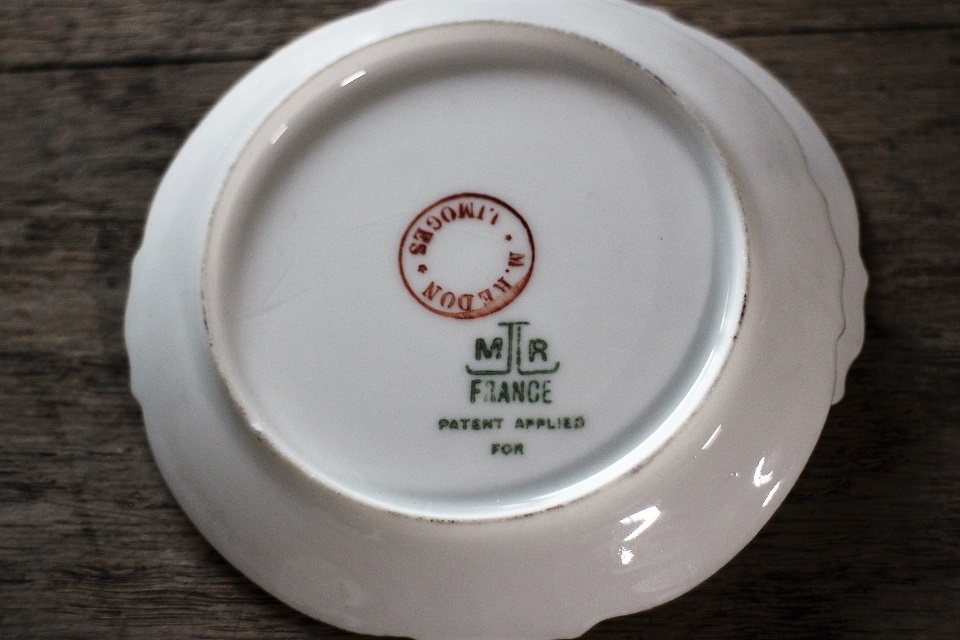 LIMOGES
M. REDON
M R
FRANCE
PATENT APPLIED
FOR